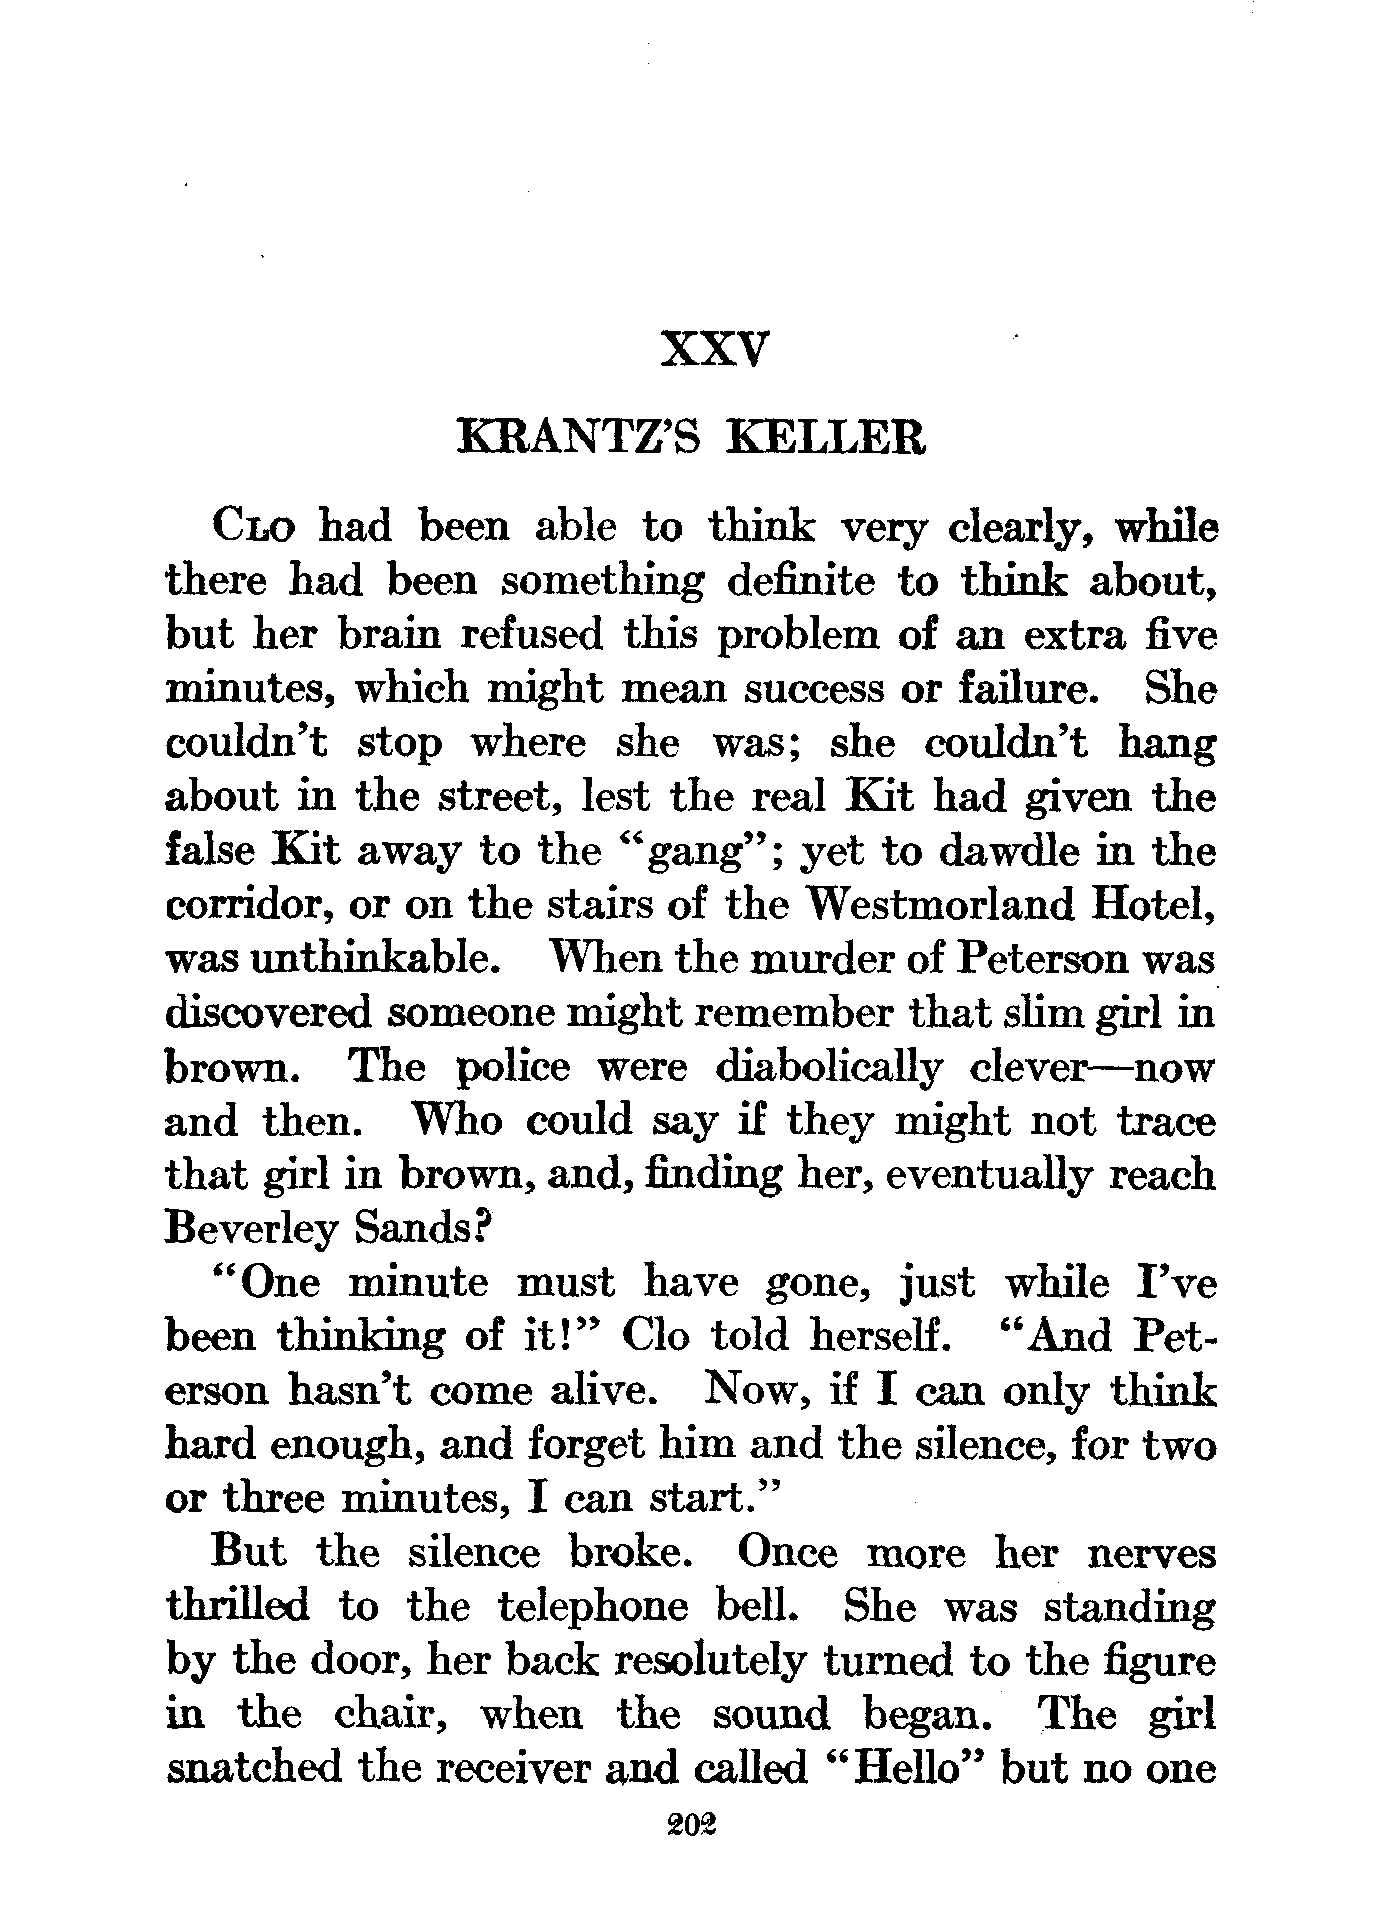 XXV
KRANTZ'S KELLER
CLO had been able to think very clearly, while
there had been something definite to think about,
but her brain refused this problem of an extra five
minutes, which might mean success or failure. She
couldn't stop where she was; she couldn't hang
about in the street, lest the real Kit had given the
false Kit away to the “gang”; yet to dawdle in the
corridor, or on the stairs of the Westmorland Hotel,
was unthinkable. When the murder of Peterson was
discovered someone might remember that slim girl in
brown. The police were diabolically clever—now
and then. Who could say if they might not trace
that girl in brown, and, finding her, eventually reach
Beverley Sands?
“One minute must have gone, just while I've
been thinking of it!” Clo told herself. “And Pet-
erson hasn't come alive. Now, if I can only think
hard enough, and forget him and the silence, for two
or three minutes, I can start.”
But the silence broke. Once more her nerves
thrilled to the telephone bell. She was standing
by the door, her back resolutely turned to the figure
in the chair, when the sound began. The girl
snatched the receiver and called “Hello” but no one
202